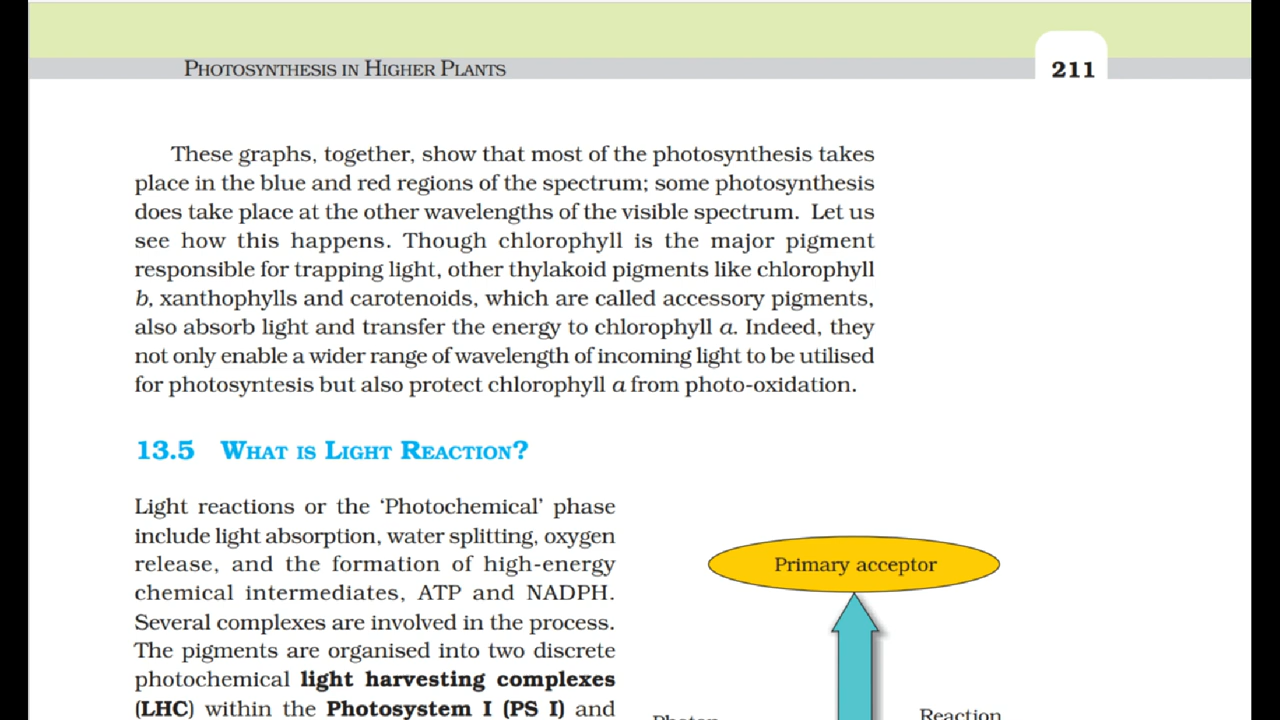 PHOTOSYNTHESIS IN HIGHER PLANTS
211
These graphs, together, show that most of the photosynthesis takes
place in the blue and red regions of the spectrum; some photosynthesis
does take place at the other wavelengths of the visible spectrum. Let us
see how this happens. Though chlorophyll is the major pigment
responsible for trapping light, other thylakoid pigments like chlorophyll
b, xanthophylls and carotenoids, which are called accessory pigments,
also absorb light and transfer the energy to chlorophyll a. Indeed, they
not only enable a wider range of wavelength of incoming light to be utilised
for photosyntesis but also protect chlorophyll a from photo-oxidation.
13.5 WHAT IS LIGHT REACTION?
Light reactions or the ‘Photochemical’ phase
include light absorption, water splitting, oxygen
release, and the formation of high-energy
chemical intermediates, ATP and NADPH.
Several complexes are involved in the process.
The pigments are organised into two discrete
photochemical light harvesting complexes
(LHC) within the Photosystem I (PS I) and
Primary acceptor
Photon
Reaction